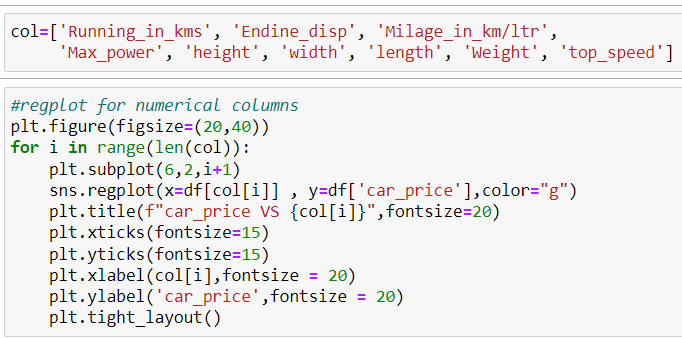 col=['Running_in_kms', 'Endine_disp', 'Milage_in_km/ltr',
     'Max_power', 'height', 'width', 'length', 'Weight', 'top_speed']
#regplot for numerical columns
plt.figure(figsize=(20,40))
for i in range(len(col)):
    plt.subplot(6,2,i+1)
    sns.regplot(x=df[col[i]] , y=df['car_price'],color="g")
    plt.title(f"car_price VS {col[i]}",fontsize=20)
    plt.xticks(fontsize=15)
    plt.yticks(fontsize=15)
    plt.xlabel(col[i],fontsize = 20)
    plt.ylabel('car_price',fontsize = 20)
    plt.tight_layout()